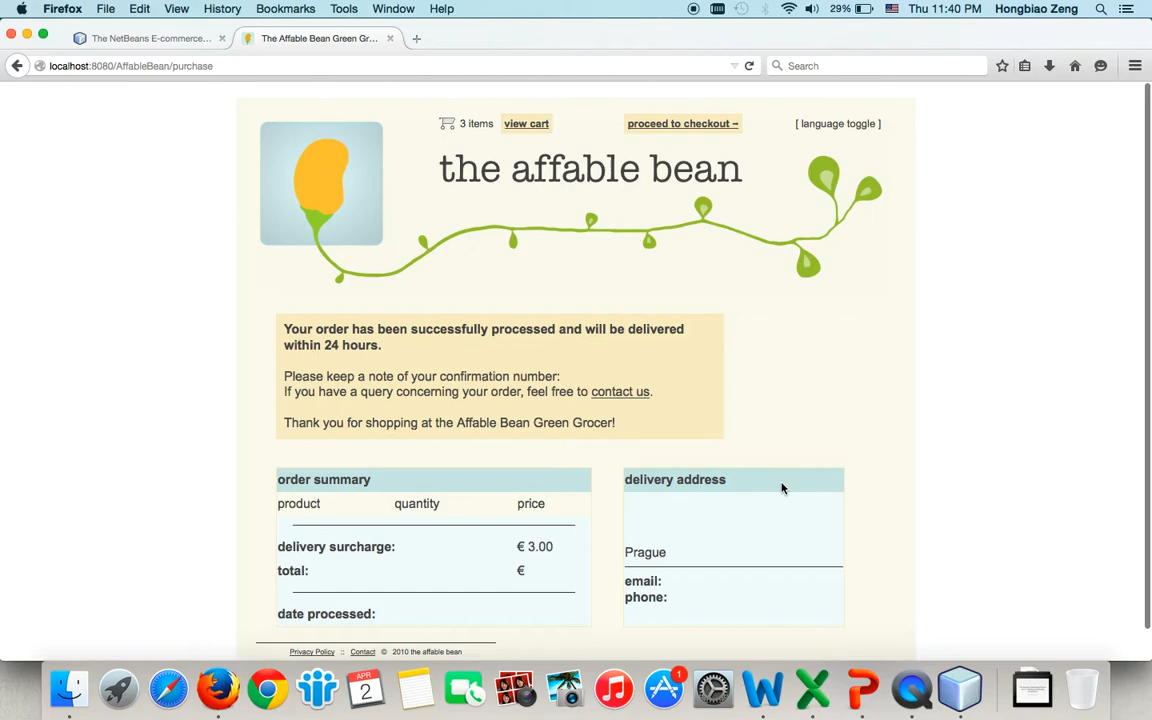 Firefox File Edit View History Bookmarks Tools Window Help 29% Thu 11:40 PM Hongbiao Zeng
The NetBeans E-commerce... × The Affable Bean Green Gr... × +
localhost:8080/AffableBean/purchase Search
3 items view cart proceed to checkout → [ language toggle ]
the affable bean
Your order has been successfully processed and will be delivered
within 24 hours.
Please keep a note of your confirmation number:
If you have a query concerning your order, feel free to contact us.
Thank you for shopping at the Affable Bean Green Grocer!
order summary
product quantity price
delivery surcharge: € 3.00
total: €
date processed:
delivery address
Prague
email:
phone:
Privacy Policy :: Contact © 2010 the affable bean
APR
2
1